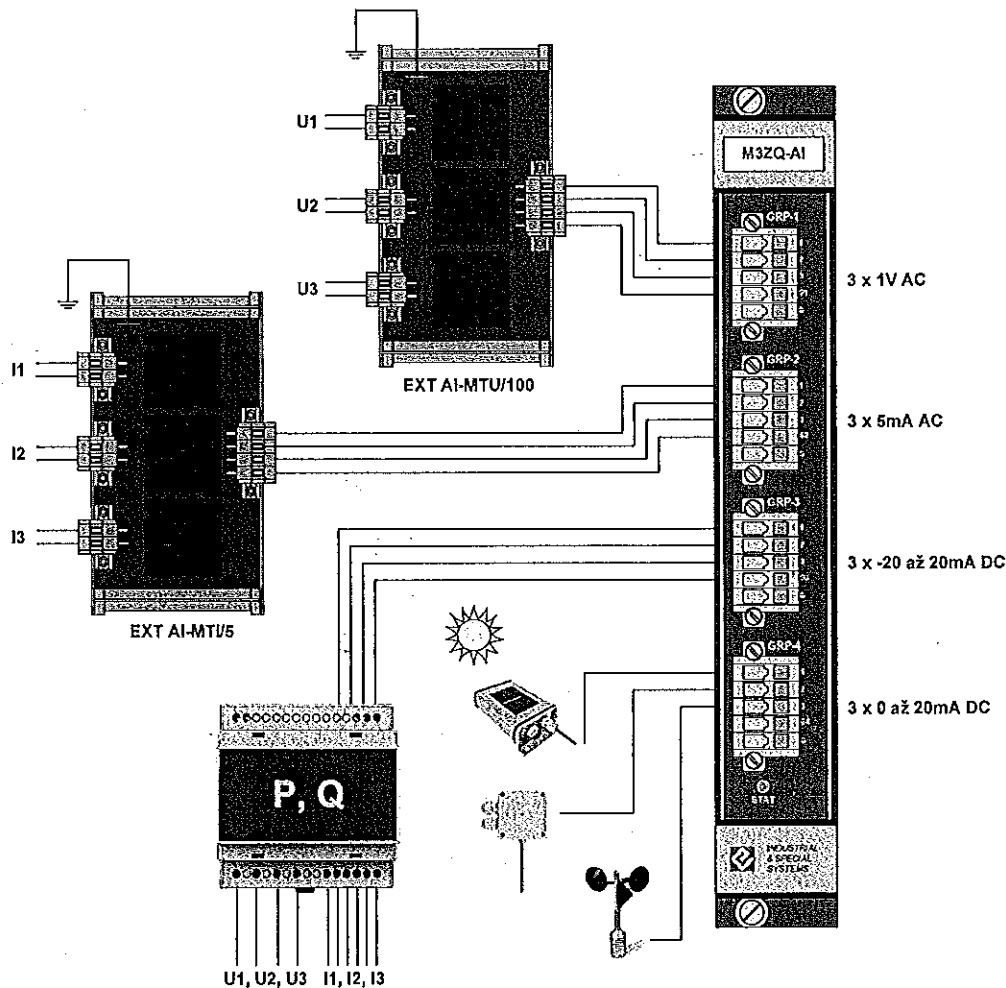 U1
U2
U3
EXT AI-MTU/100
I1
I2
I3
EXT AI-MTI/5
M3ZQ-AI
GRP-1
3 x 1V AC
GRP-2
3 x 5mA AC
GRP-3
3 x -20 až 20mA DC
GRP-4
3 x 0 až 20mA DC
STAT
INDUSTRIAL
& SPECIAL
SYSTEMS
P, Q
U1, U2, U3 I1, I2, I3